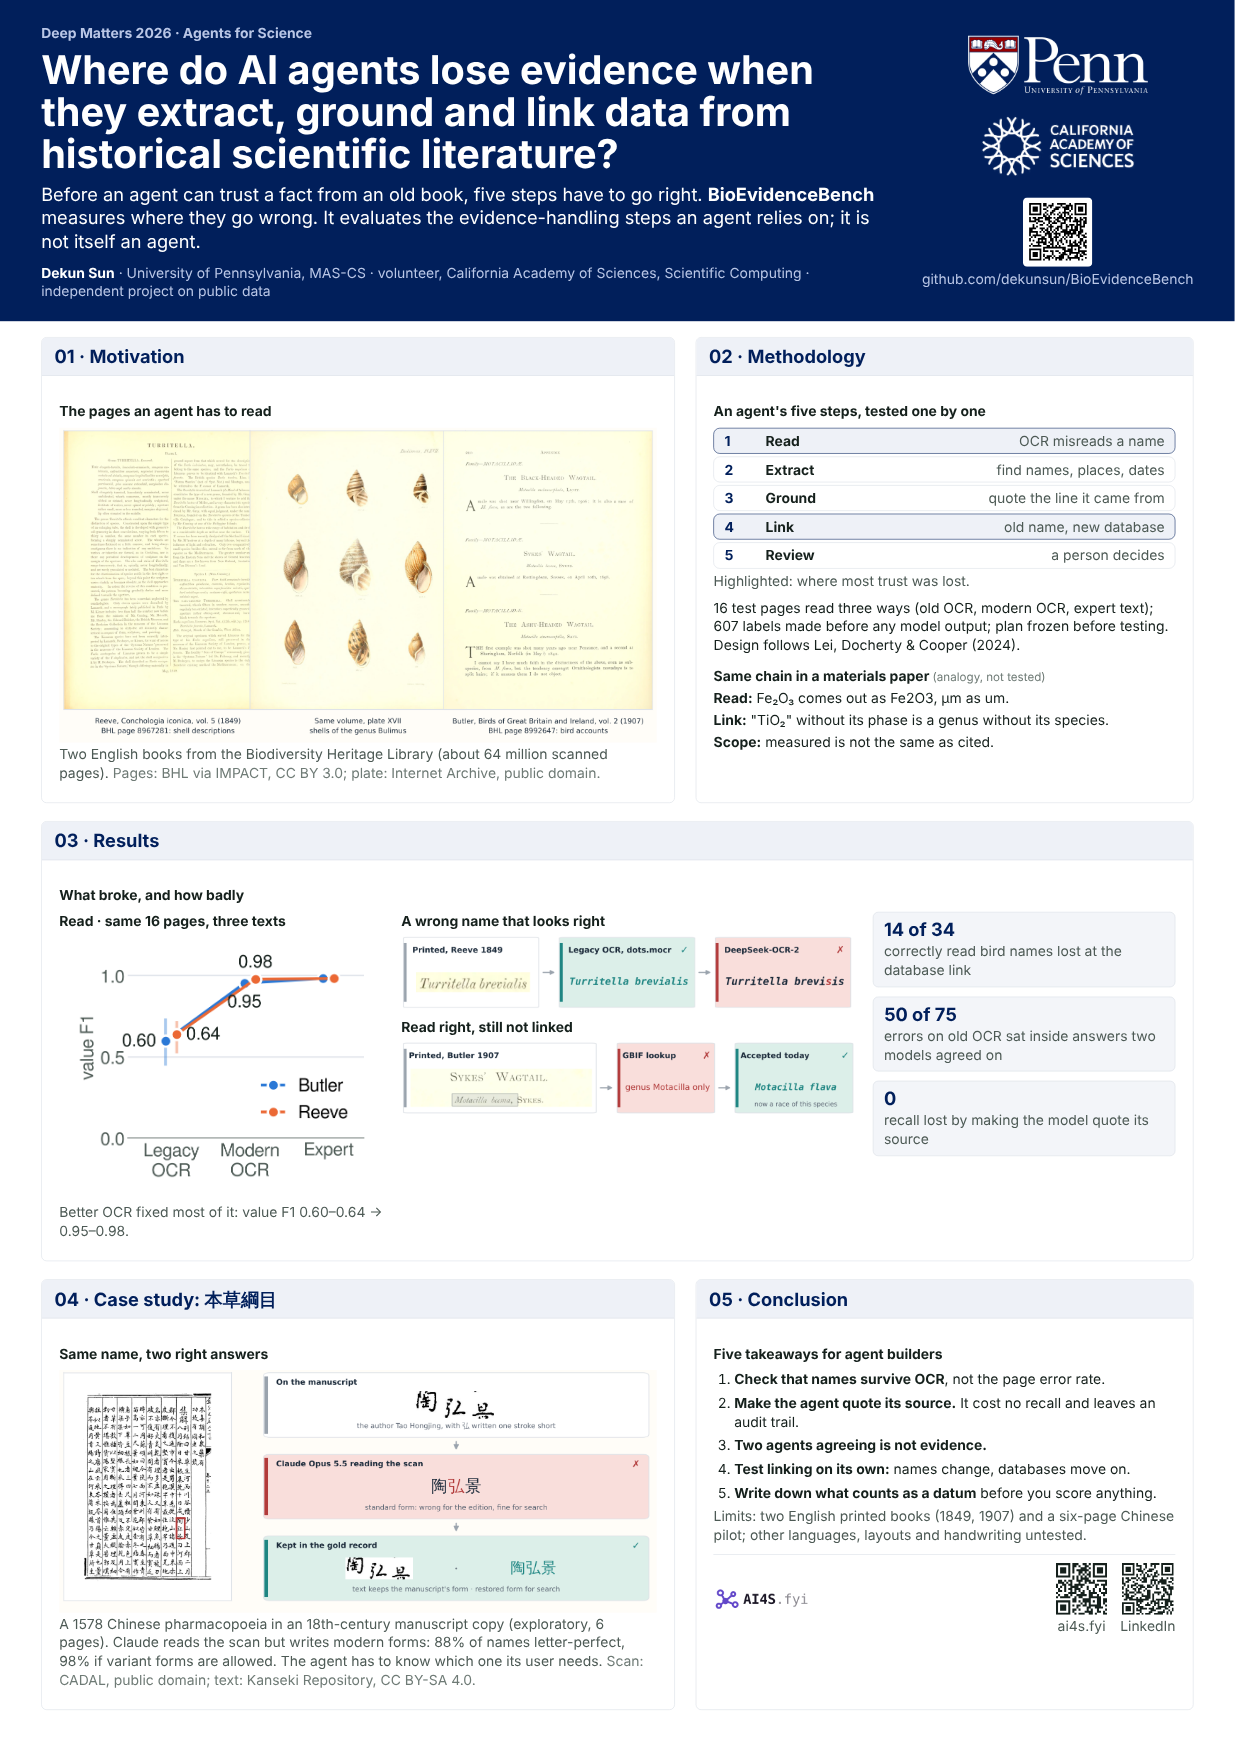 Deep Matters 2026 · Agents for Science
Where do AI agents lose evidence when
they extract, ground and link data from
historical scientific literature?
Before an agent can trust a fact from an old book, five steps have to go right. BioEvidenceBench
measures where they go wrong. It evaluates the evidence-handling steps an agent relies on; it is
not itself an agent.
Dekun Sun · University of Pennsylvania, MAS-CS · volunteer, California Academy of Sciences, Scientific Computing ·
independent project on public data
Penn
UNIVERSITY of PENNSYLVANIA
CALIFORNIA
ACADEMY OF
SCIENCES
github.com/dekunsun/BioEvidenceBench
01 · Motivation
The pages an agent has to read
TURRITELLA.
THE BLACK-HEADED WAGTAIL.
SYKES' WAGTAIL.
THE ASHY-HEADED WAGTAIL.
Reeve, Conchologia iconica, vol. 5 (1849)
BHL page 8967281: shell descriptions
Same volume, plate XVII
shells of the genus Bulimus
Butler, Birds of Great Britain and Ireland, vol. 2 (1907)
BHL page 8992647: bird accounts
Two English books from the Biodiversity Heritage Library (about 64 million scanned
pages). Pages: BHL via IMPACT, CC BY 3.0; plate: Internet Archive, public domain.
02 · Methodology
An agent's five steps, tested one by one
1 Read OCR misreads a name
2 Extract find names, places, dates
3 Ground quote the line it came from
4 Link old name, new database
5 Review a person decides
Highlighted: where most trust was lost.
16 test pages read three ways (old OCR, modern OCR, expert text);
607 labels made before any model output; plan frozen before testing.
Design follows Lei, Docherty & Cooper (2024).
Same chain in a materials paper (analogy, not tested)
Read: Fe₂O₃ comes out as Fe2O3, µm as um.
Link: "TiO₂" without its phase is a genus without its species.
Scope: measured is not the same as cited.
03 · Results
What broke, and how badly
Read · same 16 pages, three texts
0.98
1.0
0.95
0.60
0.64
0.5
value F1
Butler
Reeve
0.0
Legacy
OCR
Modern
OCR
Expert
Better OCR fixed most of it: value F1 0.60–0.64 →
0.95–0.98.
A wrong name that looks right
Printed, Reeve 1849
Turritella brevialis
Legacy OCR, dots.mocr ✓
Turritella brevialis
DeepSeek-OCR-2 ✗
Turritella brevisis
Read right, still not linked
Printed, Butler 1907
SYKES' WAGTAIL.
Motacilla beema, SYKES.
GBIF lookup ✗
genus Motacilla only
Accepted today ✓
Motacilla flava
now a race of this species
14 of 34
correctly read bird names lost at the
database link
50 of 75
errors on old OCR sat inside answers two
models agreed on
0
recall lost by making the model quote its
source
04 · Case study: 本草綱目
Same name, two right answers
On the manuscript
the author Tao Hongjing, with 弘 written one stroke short
Claude Opus 5.5 reading the scan ✗
陶弘景
standard form: wrong for the edition, fine for search
Kept in the gold record ✓
· 陶弘景
text keeps the manuscript's form · restored form for search
A 1578 Chinese pharmacopoeia in an 18th-century manuscript copy (exploratory, 6
pages). Claude reads the scan but writes modern forms: 88% of names letter-perfect,
98% if variant forms are allowed. The agent has to know which one its user needs. Scan:
CADAL, public domain; text: Kanseki Repository, CC BY-SA 4.0.
05 · Conclusion
Five takeaways for agent builders
1. Check that names survive OCR, not the page error rate.
2. Make the agent quote its source. It cost no recall and leaves an
audit trail.
3. Two agents agreeing is not evidence.
4. Test linking on its own: names change, databases move on.
5. Write down what counts as a datum before you score anything.
Limits: two English printed books (1849, 1907) and a six-page Chinese
pilot; other languages, layouts and handwriting untested.
AI4S.fyi
ai4s.fyi
LinkedIn